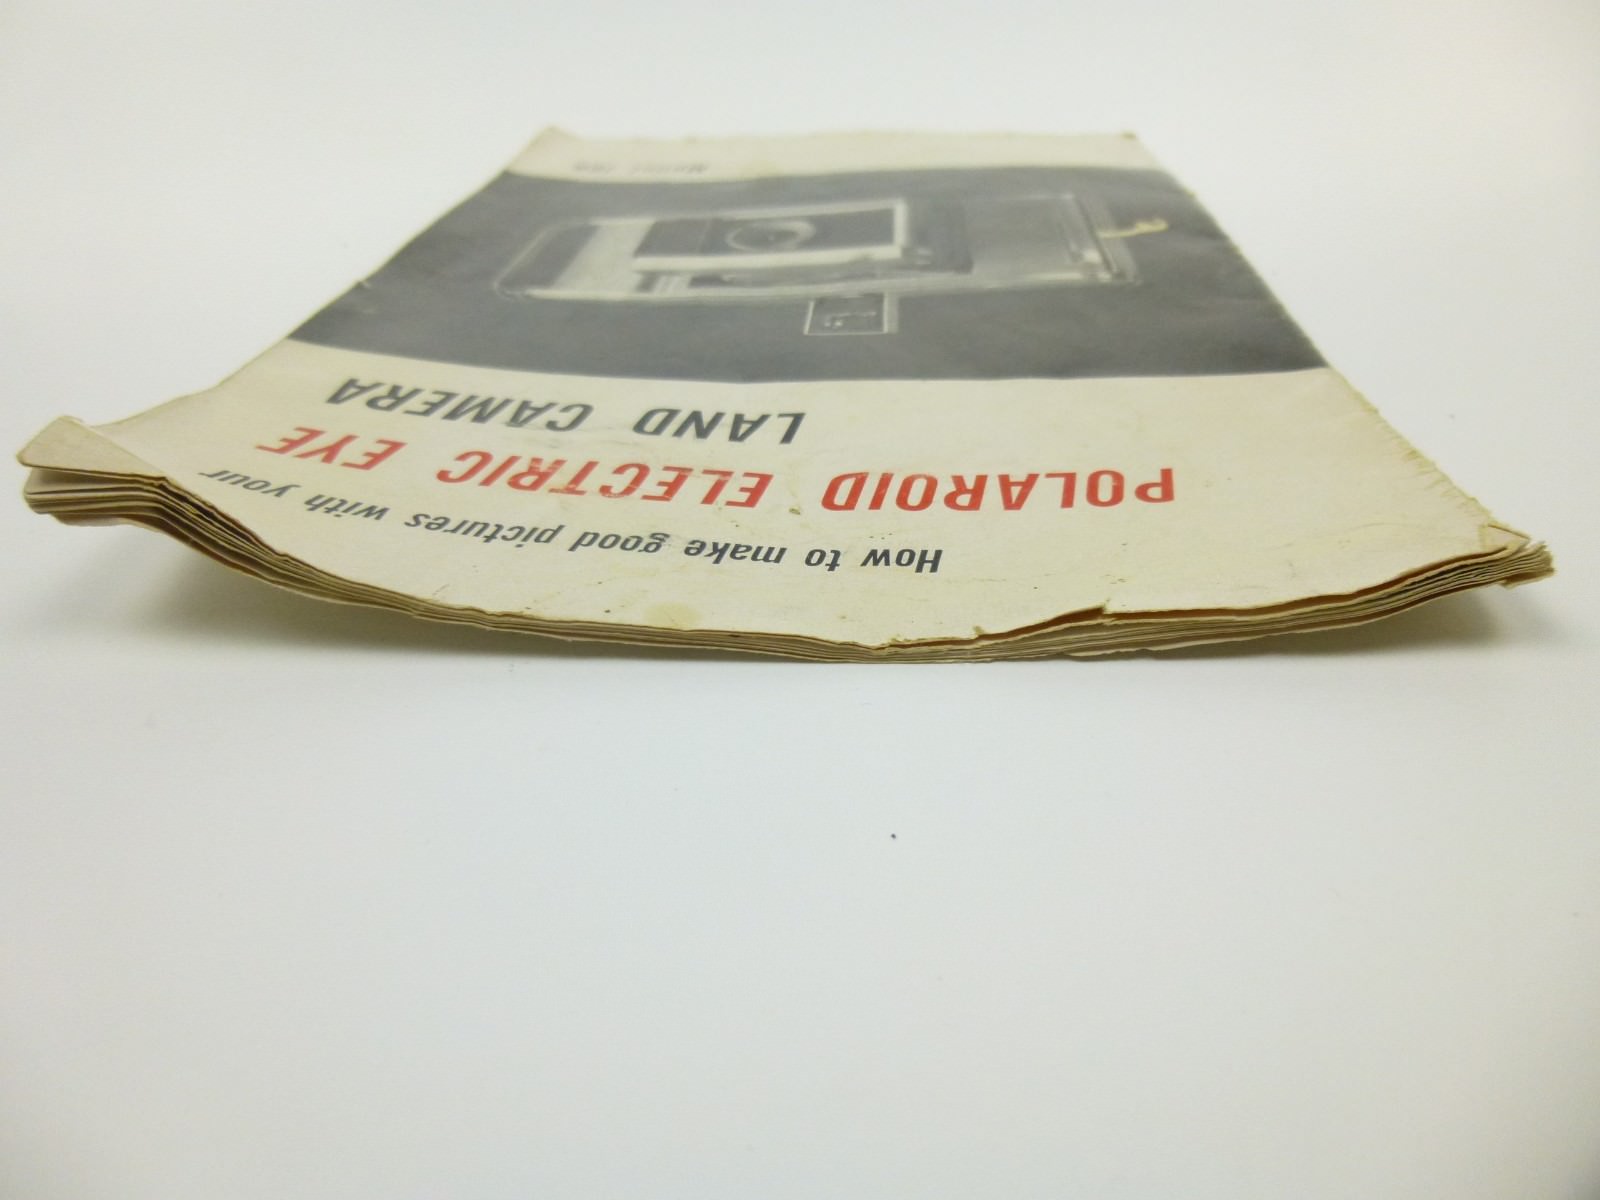 How to make good pictures with your
POLAROID ELECTRIC EYE
LAND CAMERA